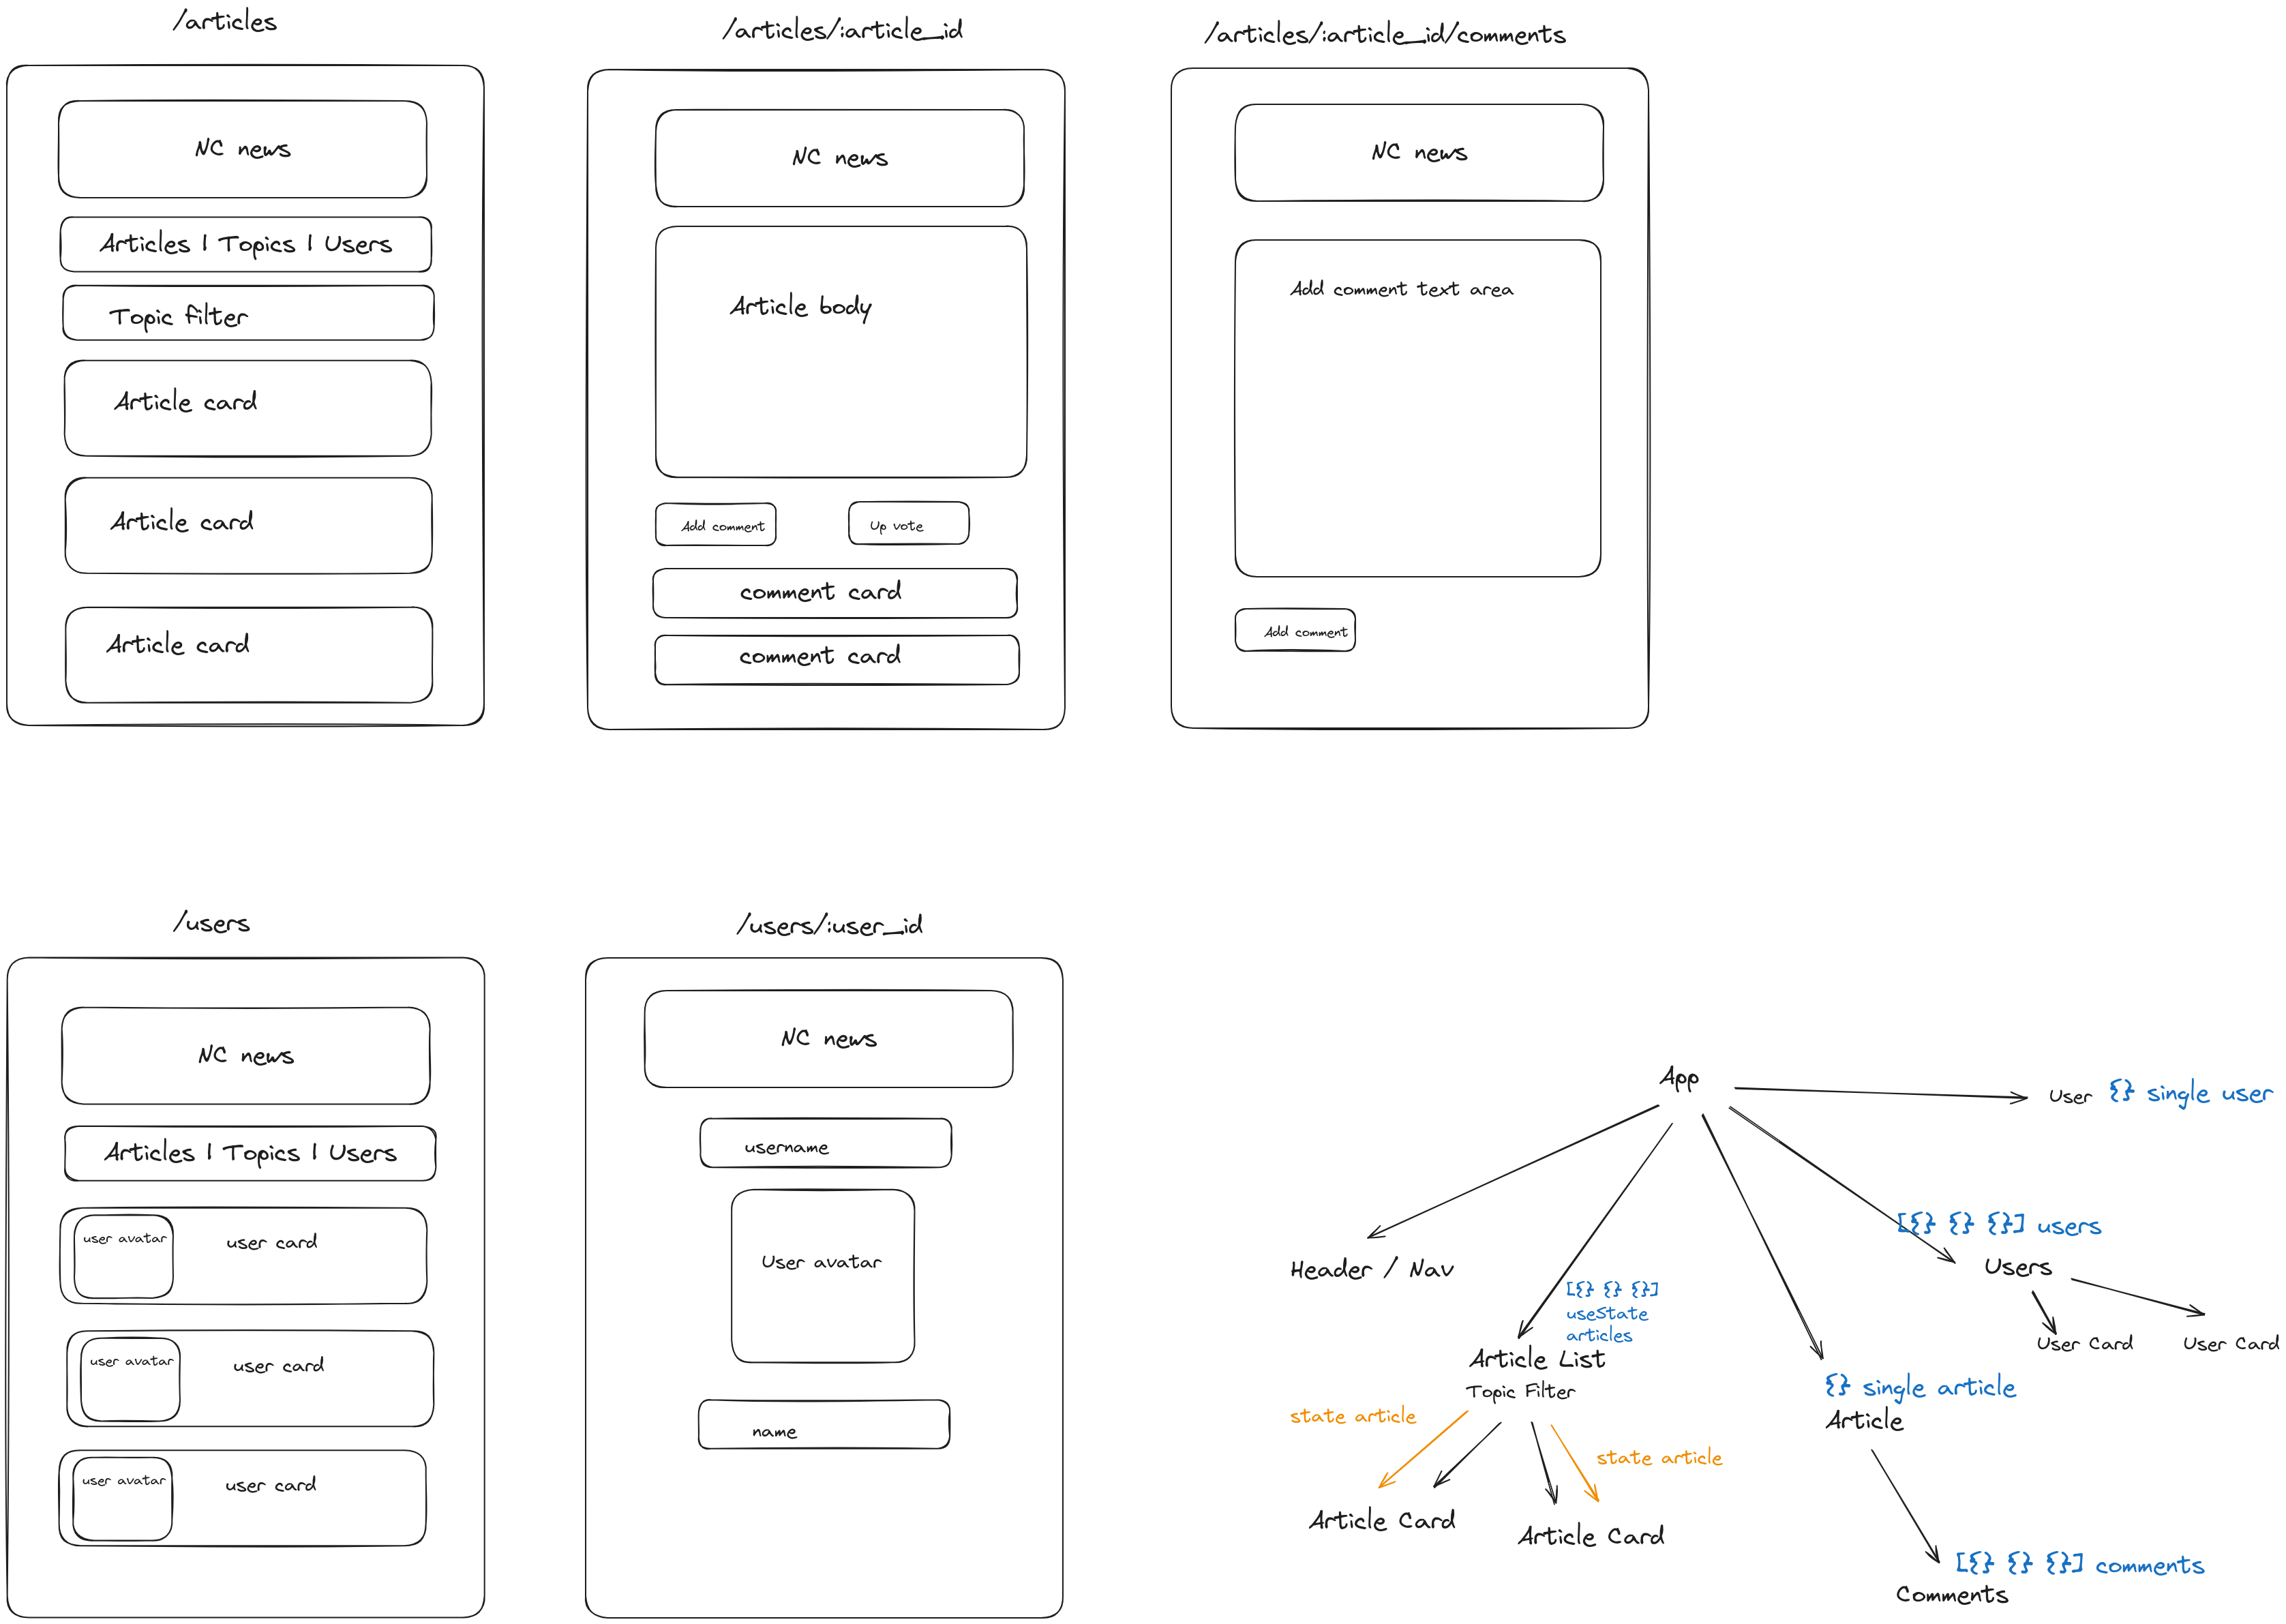 /articles
NC news
Articles | Topics | Users
Topic filter
Article card
Article card
Article card
/articles/:article_id
NC news
Article body
Add comment
Up vote
comment card
comment card
/articles/:article_id/comments
NC news
Add comment text area
Add comment
/users
NC news
Articles | Topics | Users
user avatar
user card
user avatar
user card
user avatar
user card
/users/:user_id
NC news
username
User avatar
name
App
User
{} single user
Header / Nav
[{} {} {}]
useState
articles
Article List
Topic Filter
state article
state article
Article Card
Article Card
[{} {} {}] users
Users
User Card
User Card
{} single article
Article
[{} {} {}] comments
Comments